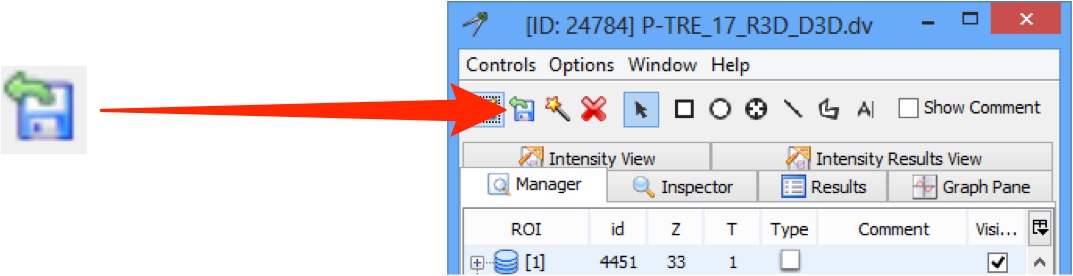 [ID: 24784] P-TRE_17_R3D_D3D.dv
Controls Options Window Help
A Show Comment
Intensity View Intensity Results View
Manager Inspector Results Graph Pane
ROI id Z T Type Comment Visi...
[1] 4451 33 1